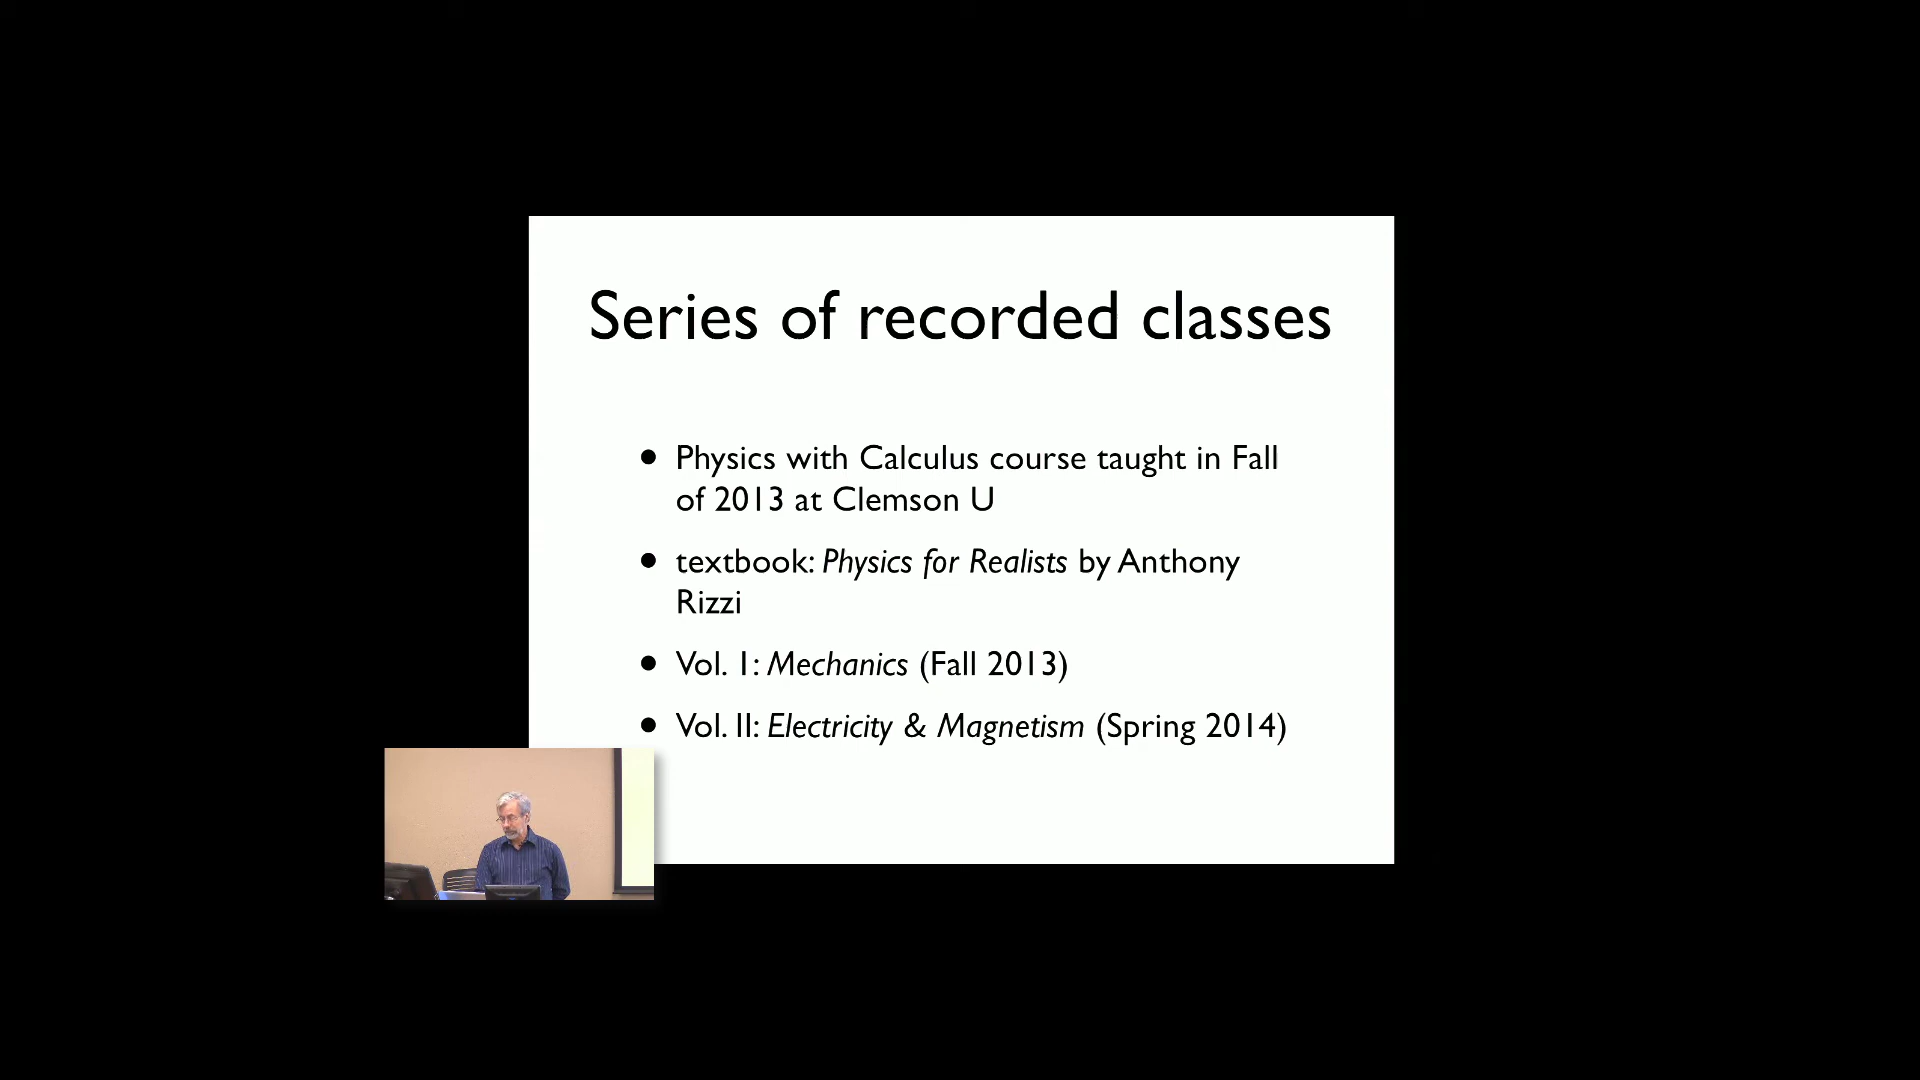 Series of recorded classes
• Physics with Calculus course taught in Fall
of 2013 at Clemson U
• textbook: Physics for Realists by Anthony
Rizzi
• Vol. I: Mechanics (Fall 2013)
• Vol. II: Electricity & Magnetism (Spring 2014)